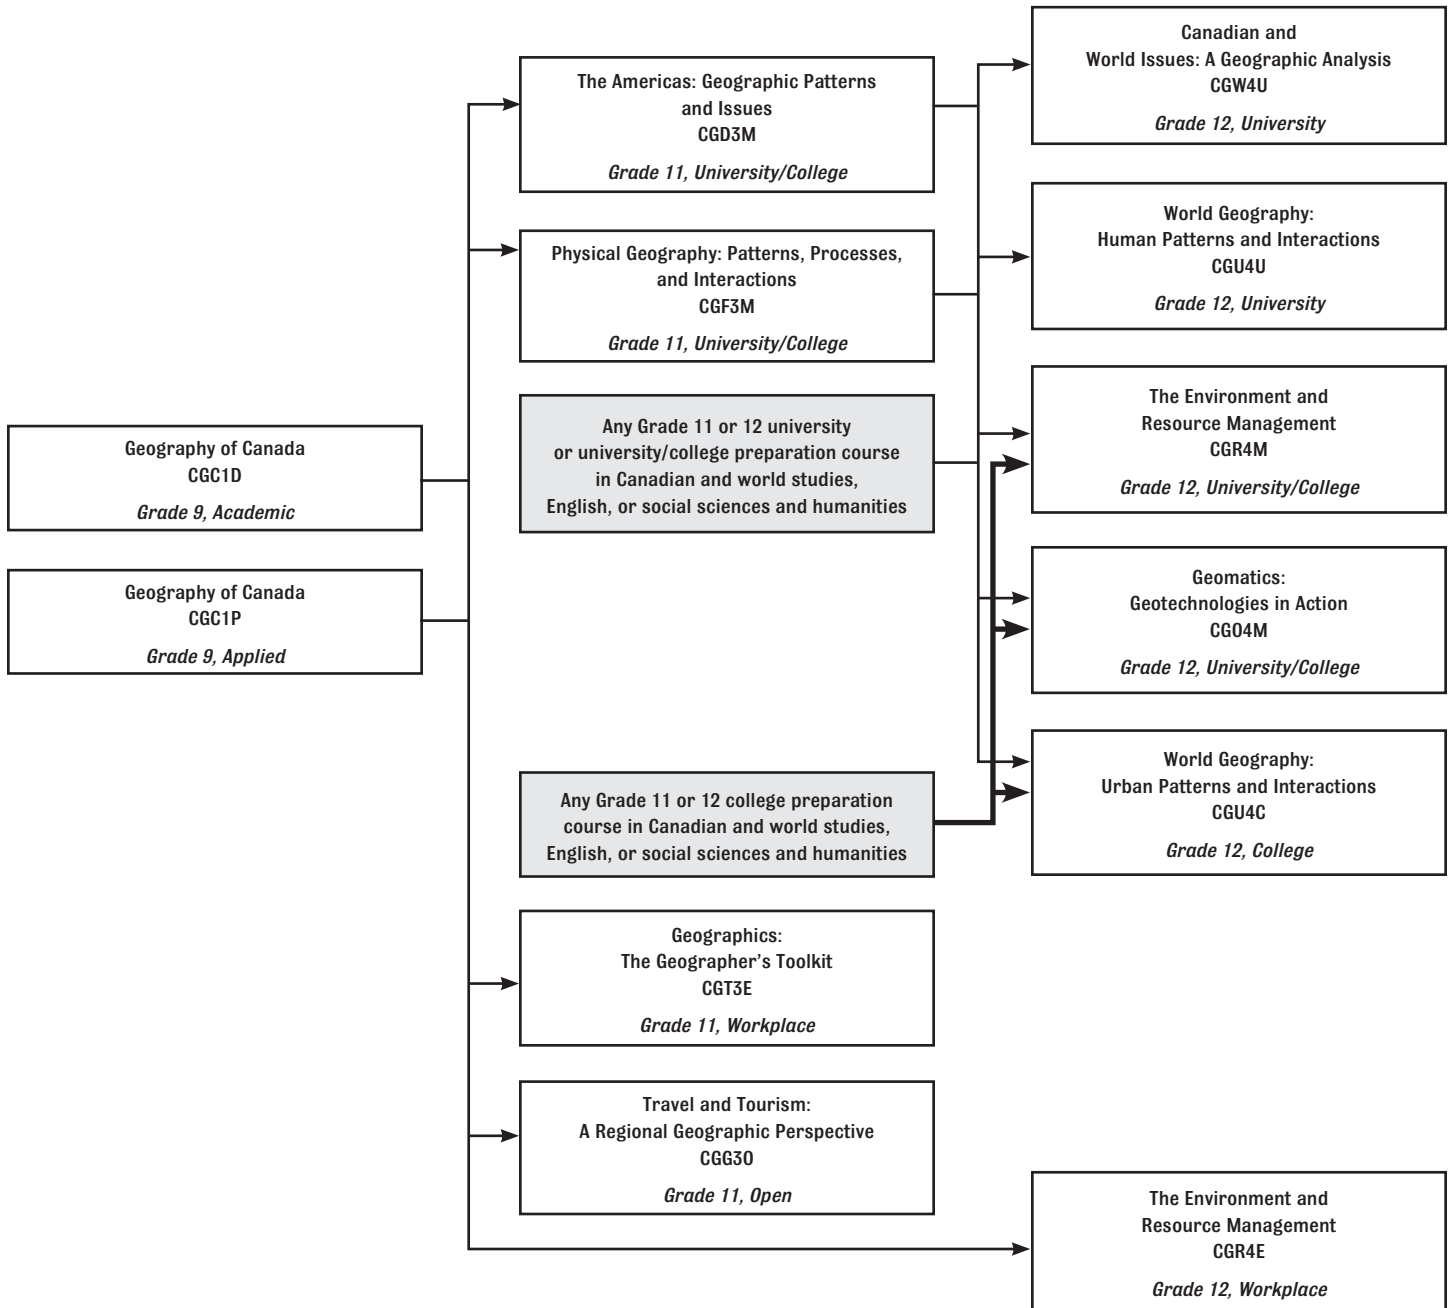 Geography of Canada
CGC1D
Grade 9, Academic
Geography of Canada
CGC1P
Grade 9, Applied
The Americas: Geographic Patterns
and Issues
CGD3M
Grade 11, University/College
Physical Geography: Patterns, Processes,
and Interactions
CGF3M
Grade 11, University/College
Any Grade 11 or 12 university
or university/college preparation course
in Canadian and world studies,
English, or social sciences and humanities
Any Grade 11 or 12 college preparation
course in Canadian and world studies,
English, or social sciences and humanities
Geographics:
The Geographer's Toolkit
CGT3E
Grade 11, Workplace
Travel and Tourism:
A Regional Geographic Perspective
CGG3O
Grade 11, Open
Canadian and
World Issues: A Geographic Analysis
CGW4U
Grade 12, University
World Geography:
Human Patterns and Interactions
CGU4U
Grade 12, University
The Environment and
Resource Management
CGR4M
Grade 12, University/College
Geomatics:
Geotechnologies in Action
CGO4M
Grade 12, University/College
World Geography:
Urban Patterns and Interactions
CGU4C
Grade 12, College
The Environment and
Resource Management
CGR4E
Grade 12, Workplace